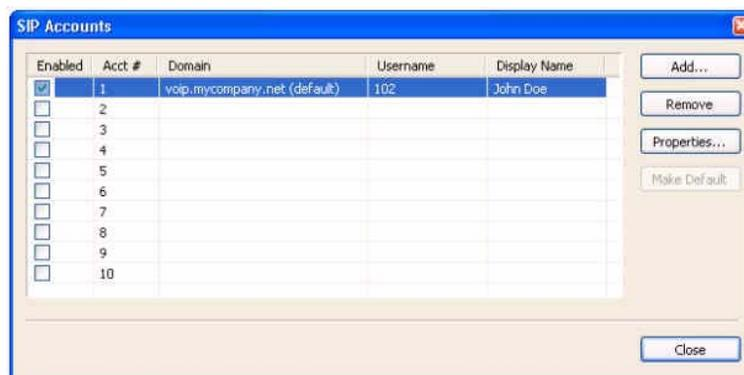 SIP Accounts
Enabled Acct # Domain Username Display Name
1 voip.mycompany.net (default) 102 John Doe
2
3
4
5
6
7
8
9
10
Add...
Remove
Properties...
Make Default
Close